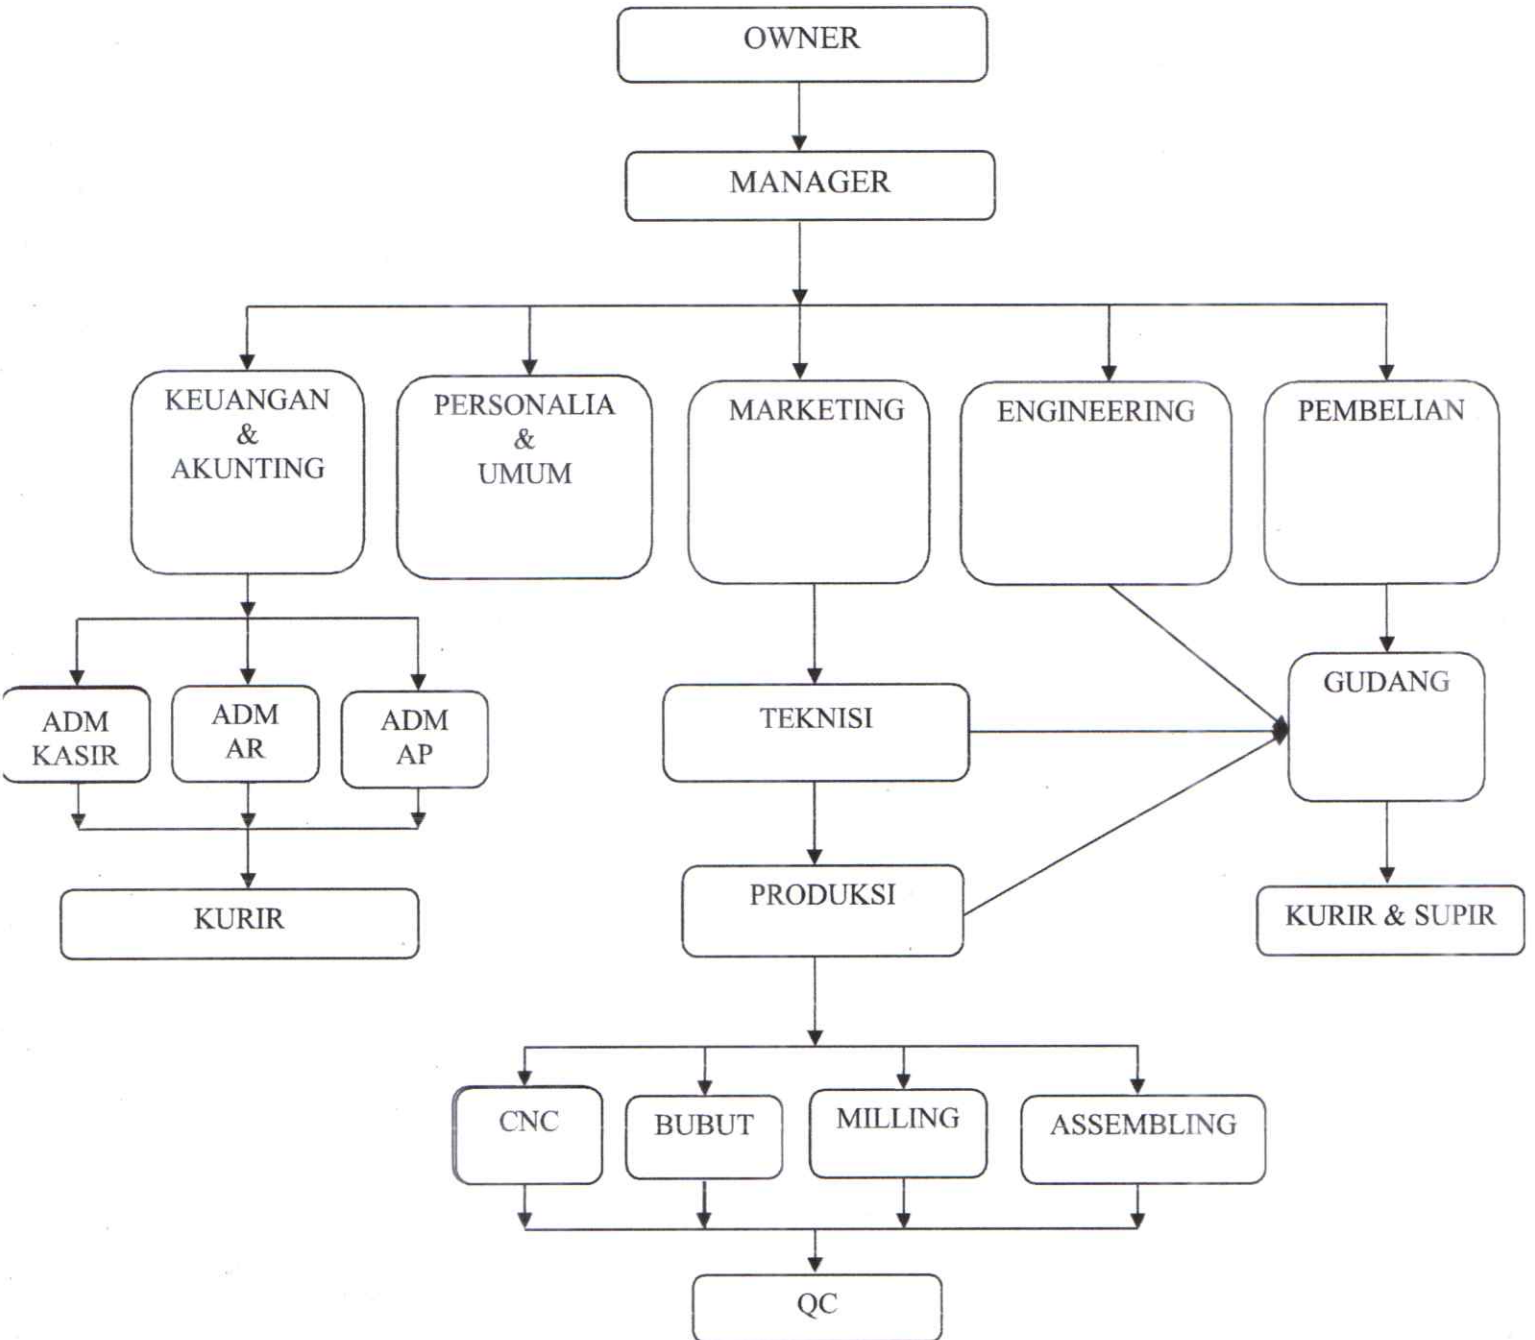 OWNER
MANAGER
KEUANGAN
&
AKUNTING
PERSONALIA
&
UMUM
MARKETING
ENGINEERING
PEMBELIAN
ADM
KASIR
ADM
AR
ADM
AP
TEKNISI
GUDANG
PRODUKSI
KURIR
KURIR & SUPIR
CNC
BUBUT
MILLING
ASSEMBLING
QC